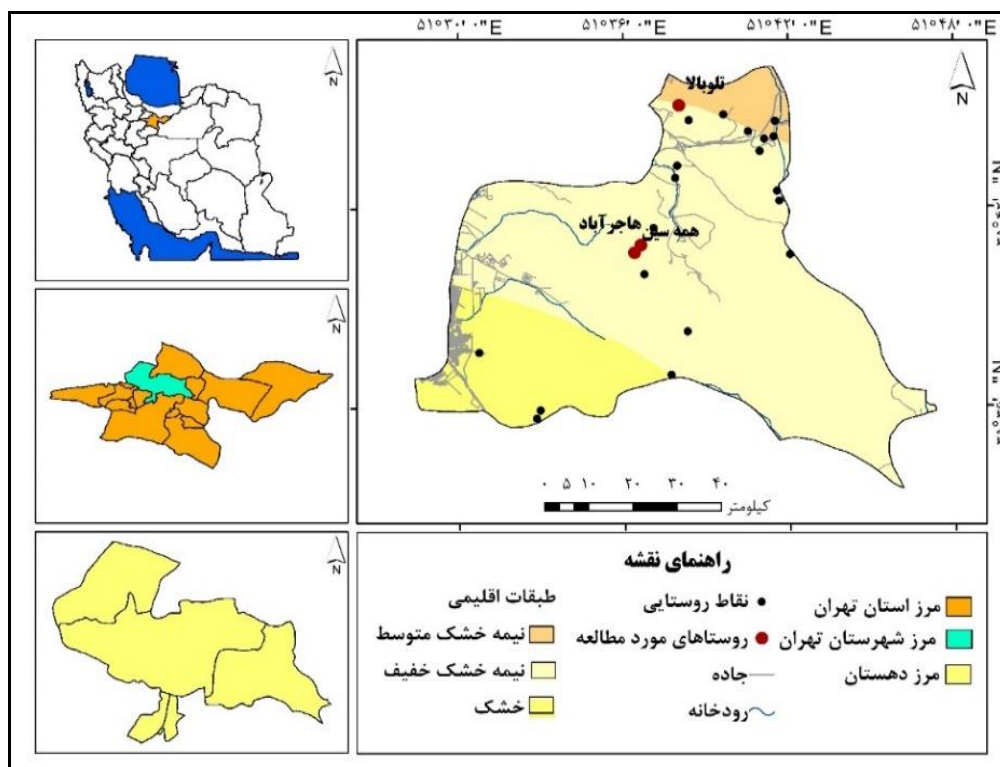 ۵۱°۳۰'۰"E ۵۱°۳۶'۰"E ۵۱°۴۲'۰"E ۵۱°۴۸'۰"E
N
N
تلوبالا
هاجرآباد
همه سین
N
۰ ۵ ۱۰ ۲۰ ۳۰ ۴۰
کیلومتر
N
راهنمای نقشه
مرز استان تهران
مرز شهرستان تهران
مرز دهستان
نقاط روستایی
روستاهای مورد مطالعه
جاده
رودخانه
طبقات اقلیمی
نیمه خشک متوسط
نیمه خشک خفیف
خشک